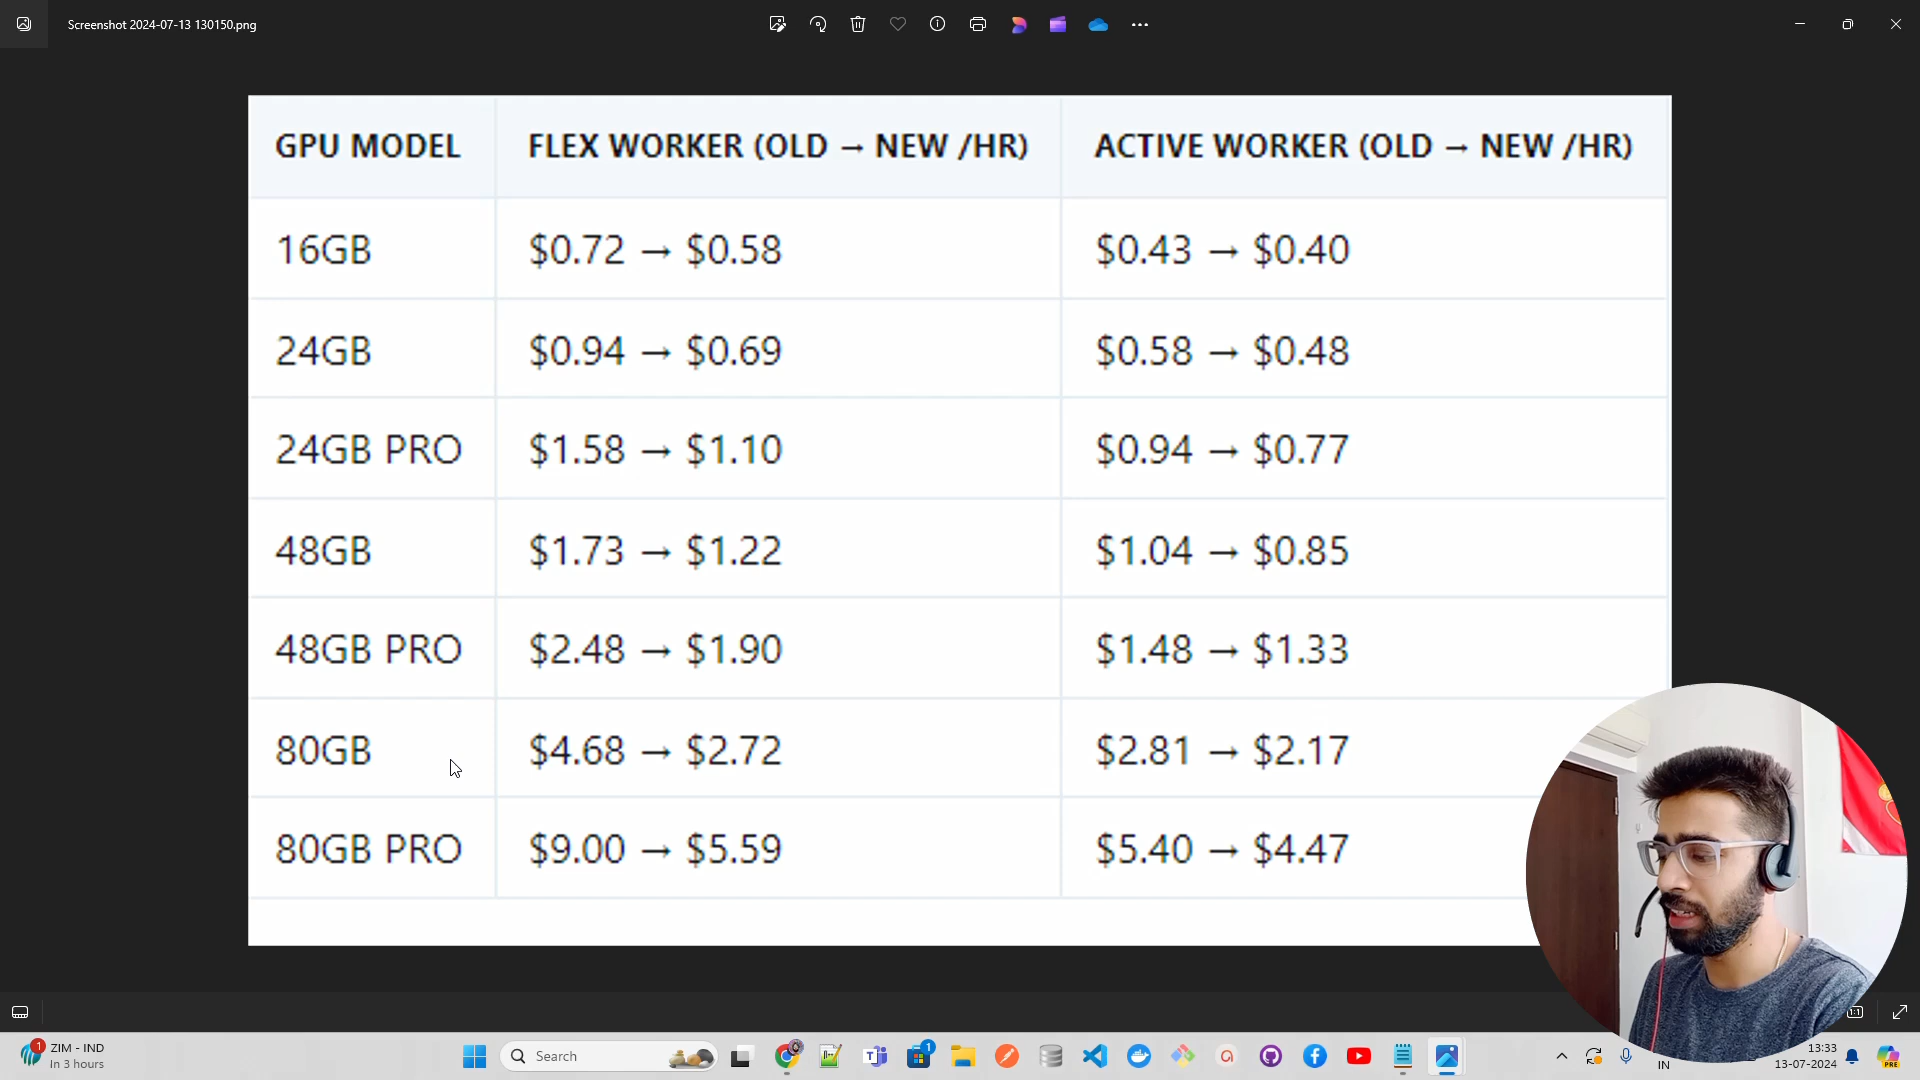 Screenshot 2024-07-13 130150.png
GPU MODEL FLEX WORKER (OLD → NEW /HR) ACTIVE WORKER (OLD → NEW /HR)
16GB $0.72 → $0.58 $0.43 → $0.40
24GB $0.94 → $0.69 $0.58 → $0.48
24GB PRO $1.58 → $1.10 $0.94 → $0.77
48GB $1.73 → $1.22 $1.04 → $0.85
48GB PRO $2.48 → $1.90 $1.48 → $1.33
80GB $4.68 → $2.72 $2.81 → $2.17
80GB PRO $9.00 → $5.59 $5.40 → $4.47
1:1
1
ZIM - IND
In 3 hours
Search
1
IN
13:33
13-07-2024
PRE